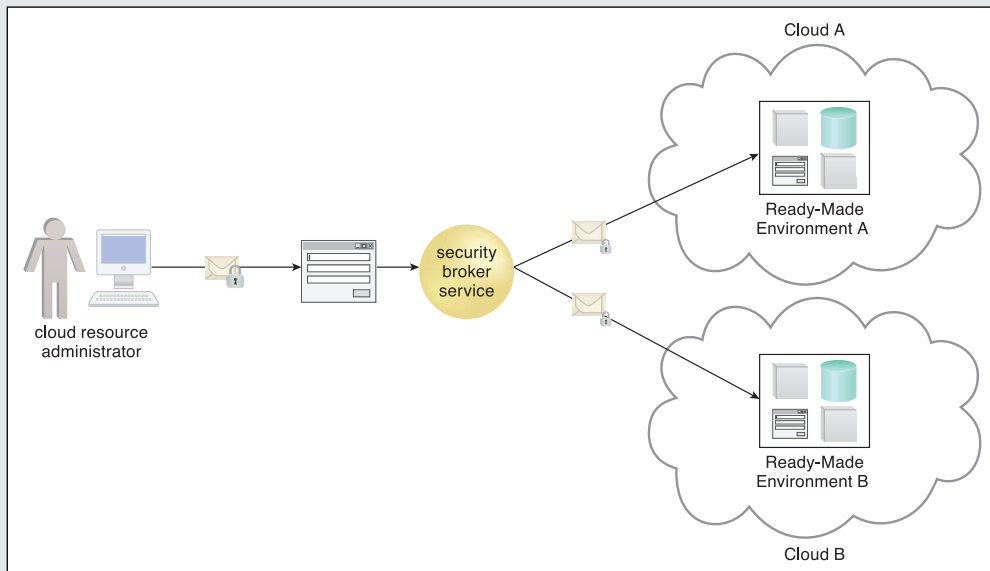 Cloud A
Ready-Made
Environment A
security
broker
service
cloud resource
administrator
Ready-Made
Environment B
Cloud B